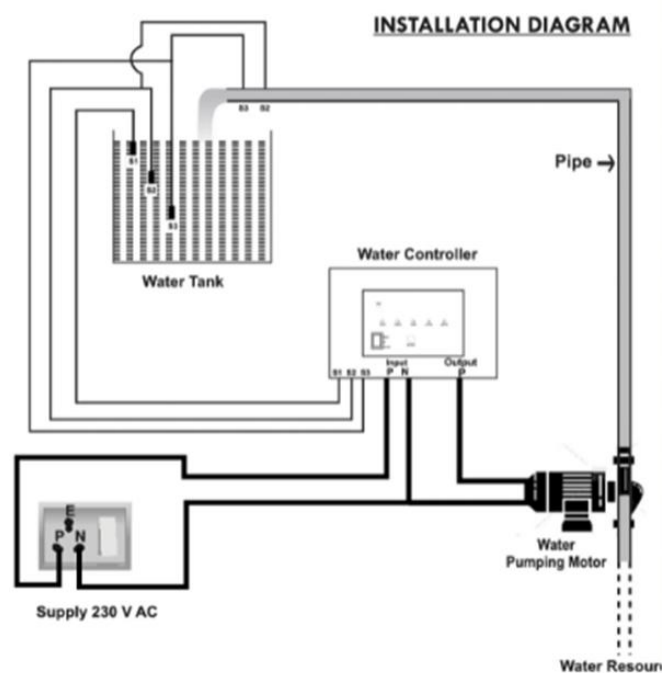 INSTALLATION DIAGRAM
S3 S2
S1
S2
S3
Pipe
Water Tank
Water Controller
Input
Output
S1 S2 S3 P N P
E
P N
Water
Pumping Motor
Supply 230 V AC
Water Resour